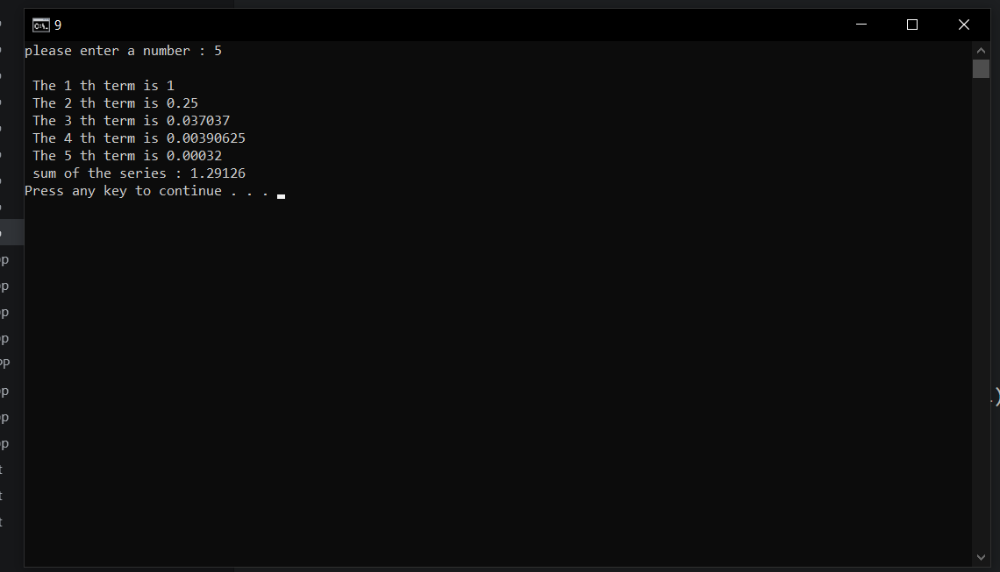 9
please enter a number : 5
The 1 th term is 1
The 2 th term is 0.25
The 3 th term is 0.037037
The 4 th term is 0.00390625
The 5 th term is 0.00032
sum of the series : 1.29126
Press any key to continue . . .